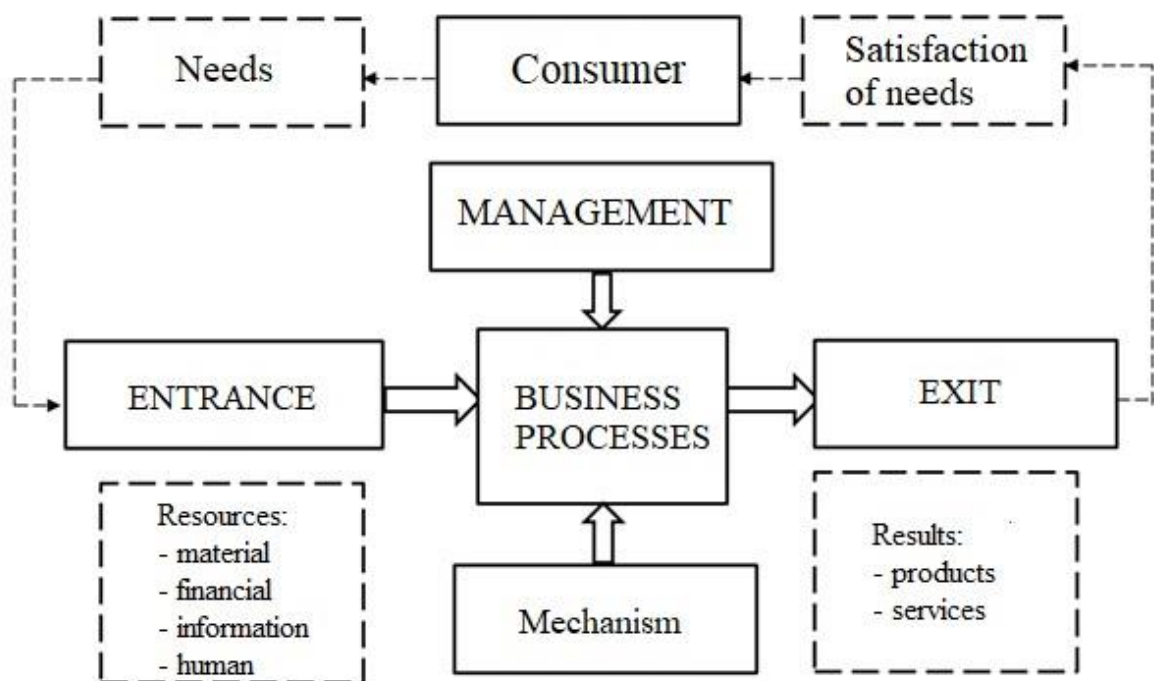 Needs
Consumer
Satisfaction
of needs
MANAGEMENT
ENTRANCE
BUSINESS
PROCESSES
EXIT
Resources:
- material
- financial
- information
- human
Mechanism
Results:
- products
- services